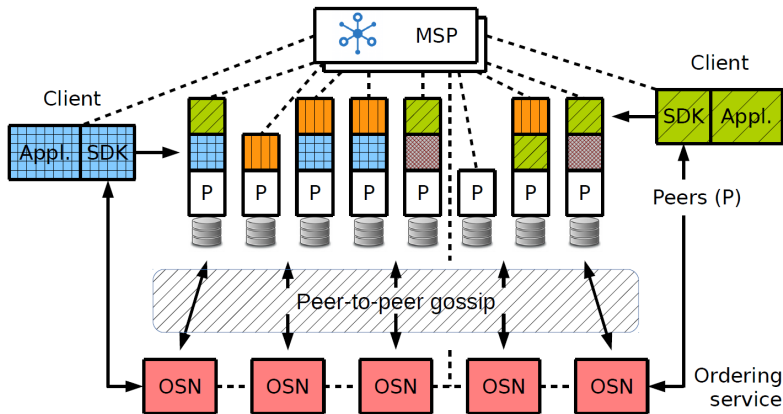 MSP
Client
Client
Appl. SDK
SDK Appl.
P P P P P P P P
Peers (P)
Peer-to-peer gossip
OSN OSN OSN OSN OSN
Ordering
service